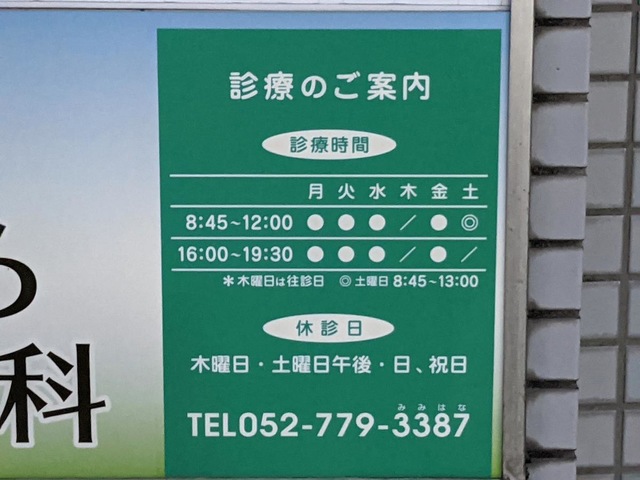 診療のご案内
診療時間
月 火 水 木 金 土
8:45~12:00 ● ● ● / ● ◎
16:00~19:30 ● ● ● / ● /
*木曜日は往診日 ◎土曜日 8:45~13:00
休診日
木曜日・土曜日午後・日、祝日
みみはな
TEL052-779-3387
科